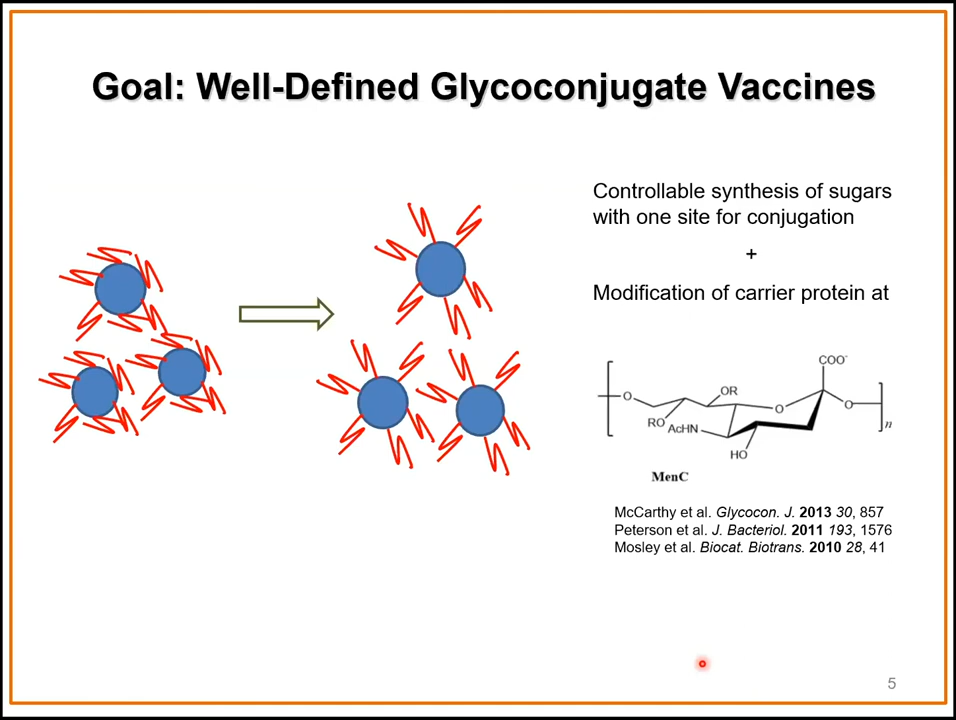 Goal: Well-Defined Glycoconjugate Vaccines
Controllable synthesis of sugars
with one site for conjugation
+
Modification of carrier protein at
COO-
O
OR
O
O
RO
AcHN
n
HO
MenC
McCarthy et al. Glycocon. J. 2013 30, 857
Peterson et al. J. Bacteriol. 2011 193, 1576
Mosley et al. Biocat. Biotrans. 2010 28, 41
5